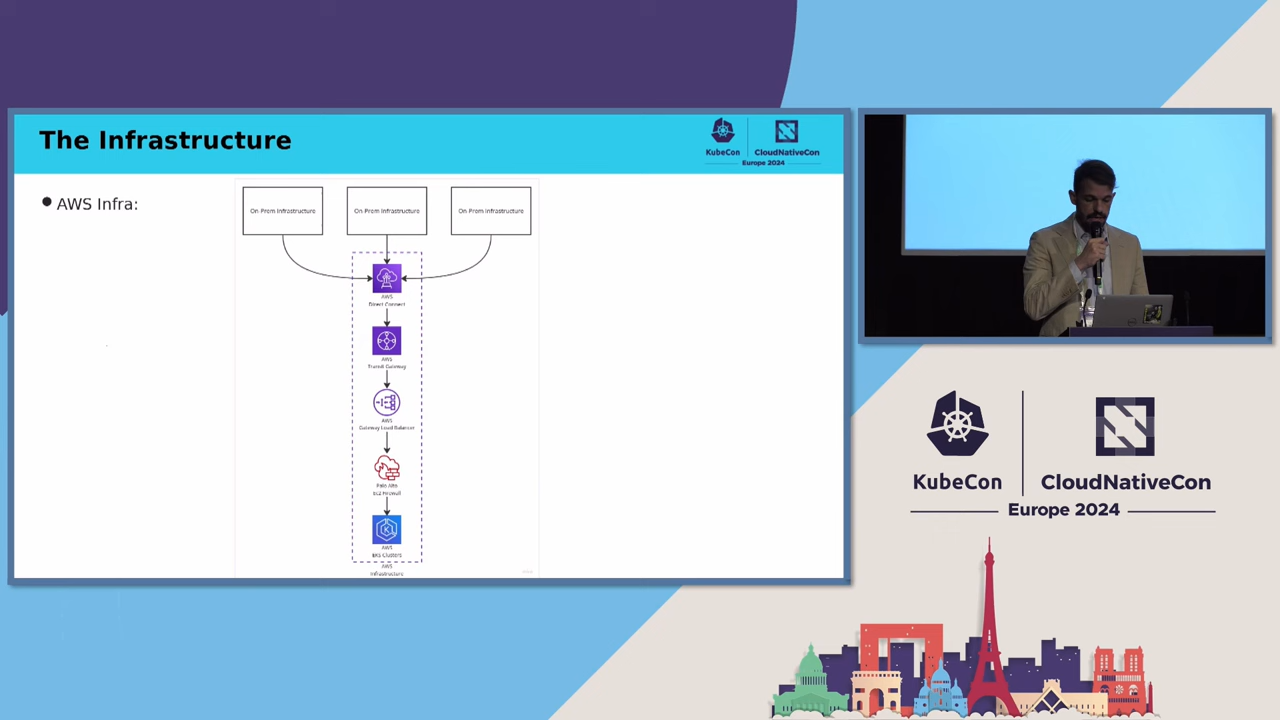 The Infrastructure
KubeCon
CloudNativeCon
Europe 2024
AWS Infra:
On Prem Infrastructure
On Prem Infrastructure
On Prem Infrastructure
AWS
Direct Connect
AWS
Transit Gateway
AWS
Gateway Load Balancer
Palo Alto
EC2 Firewall
AWS
EKS Clusters
AWS
Infrastructure
KubeCon
CloudNativeCon
Europe 2024